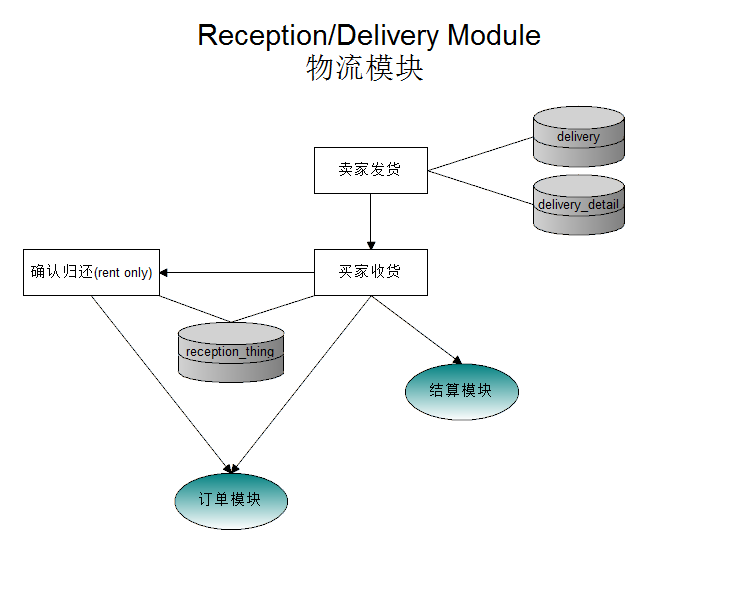 Reception/Delivery Module
物流模块
delivery
卖家发货
delivery_detail
确认归还(rent only)
买家收货
reception_thing
结算模块
订单模块